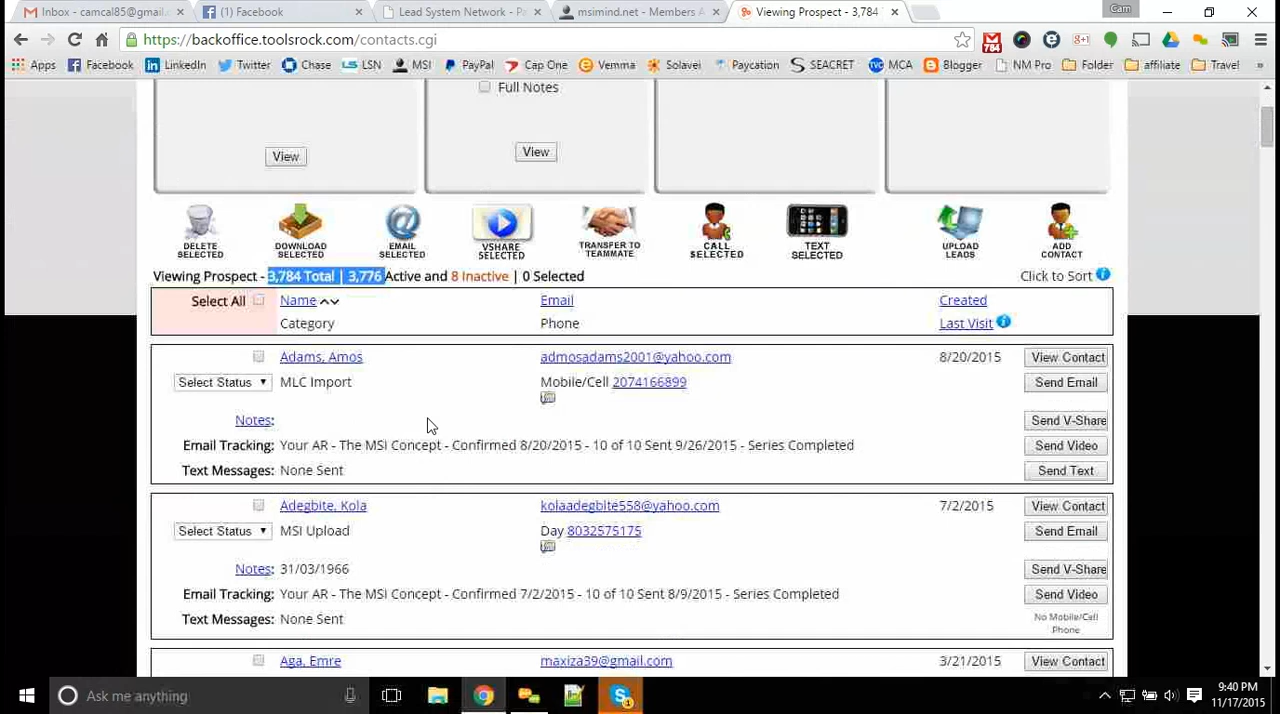 Inbox - camcal85@gmail. (1) Facebook Lead System Network - Pa msimind.net - Members A Viewing Prospect - 3,784 Cam
https://backoffice.toolsrock.com/contacts.cgi 784 g+1
Apps Facebook LinkedIn Twitter Chase LSN MSI PayPal Cap One Vemma Solavei Paycation SEACRET MCA Blogger NM Pro Folder affiliate Travel »
Full Notes
View View
DELETE SELECTED DOWNLOAD SELECTED EMAIL SELECTED VSHARE SELECTED TRANSFER TO TEAMMATE CALL SELECTED TEXT SELECTED UPLOAD LEADS ADD CONTACT
Viewing Prospect - 3,784 Total | 3,776 Active and 8 Inactive | 0 Selected Click to Sort
Select All Name Email Created
Category Phone Last Visit
Adams, Amos admosadams2001@yahoo.com 8/20/2015 View Contact
Select Status MLC Import Mobile/Cell 2074166899 Send Email
Notes: Send V-Share
Email Tracking: Your AR - The MSI Concept - Confirmed 8/20/2015 - 10 of 10 Sent 9/26/2015 - Series Completed Send Video
Text Messages: None Sent Send Text
Adegbite, Kola kolaadegbite558@yahoo.com 7/2/2015 View Contact
Select Status MSI Upload Day 8032575175 Send Email
Notes: 31/03/1966 Send V-Share
Email Tracking: Your AR - The MSI Concept - Confirmed 7/2/2015 - 10 of 10 Sent 8/9/2015 - Series Completed Send Video
Text Messages: None Sent No Mobile/Cell
Phone
Aga, Emre maxiza39@gmail.com 3/21/2015 View Contact
Ask me anything 9:40 PM
11/17/2015